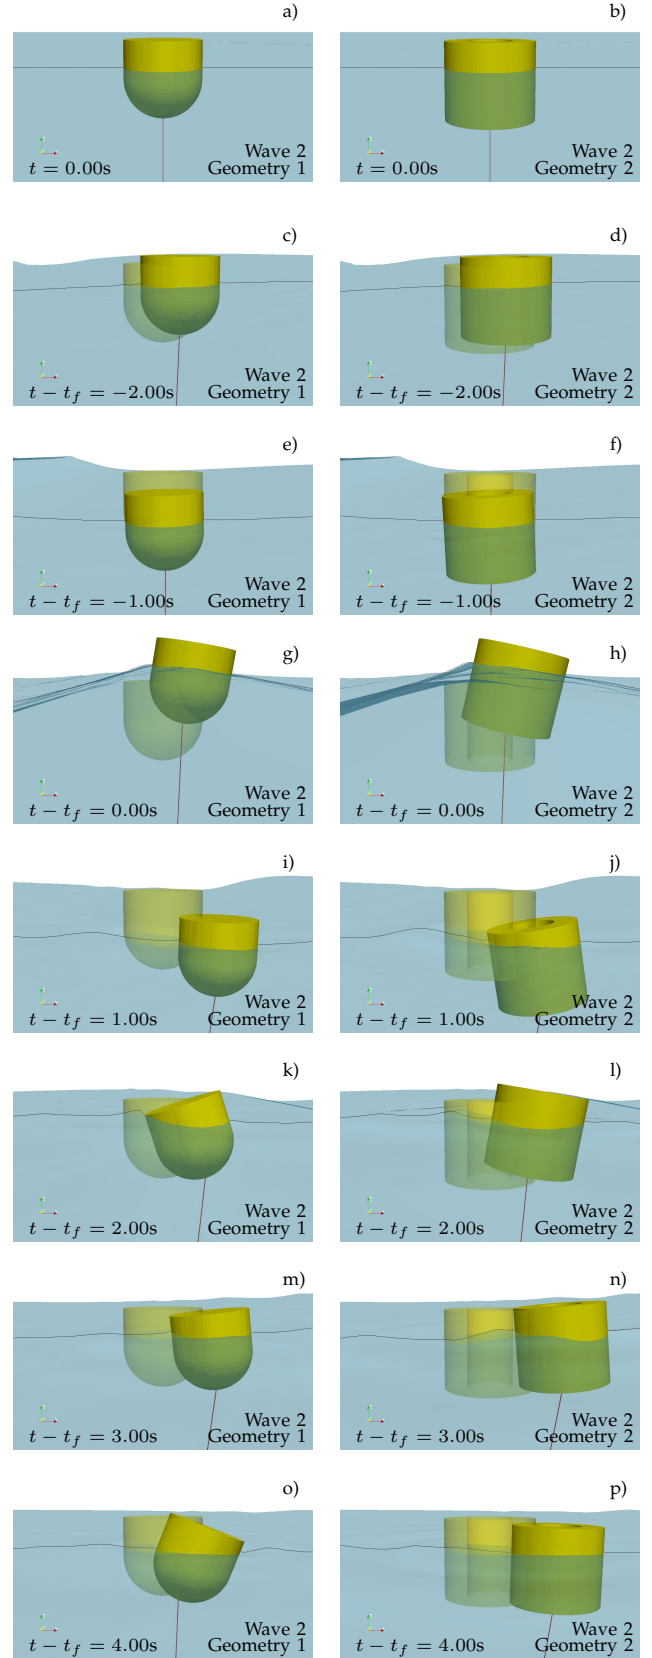 a)
Wave 2
t = 0.00s Geometry 1
b)
Wave 2
t = 0.00s Geometry 2
c)
Wave 2
t − t_f = −2.00s Geometry 1
d)
Wave 2
t − t_f = −2.00s Geometry 2
e)
Wave 2
t − t_f = −1.00s Geometry 1
f)
Wave 2
t − t_f = −1.00s Geometry 2
g)
Wave 2
t − t_f = 0.00s Geometry 1
h)
Wave 2
t − t_f = 0.00s Geometry 2
i)
Wave 2
t − t_f = 1.00s Geometry 1
j)
Wave 2
t − t_f = 1.00s Geometry 2
k)
Wave 2
t − t_f = 2.00s Geometry 1
l)
Wave 2
t − t_f = 2.00s Geometry 2
m)
Wave 2
t − t_f = 3.00s Geometry 1
n)
Wave 2
t − t_f = 3.00s Geometry 2
o)
Wave 2
t − t_f = 4.00s Geometry 1
p)
Wave 2
t − t_f = 4.00s Geometry 2